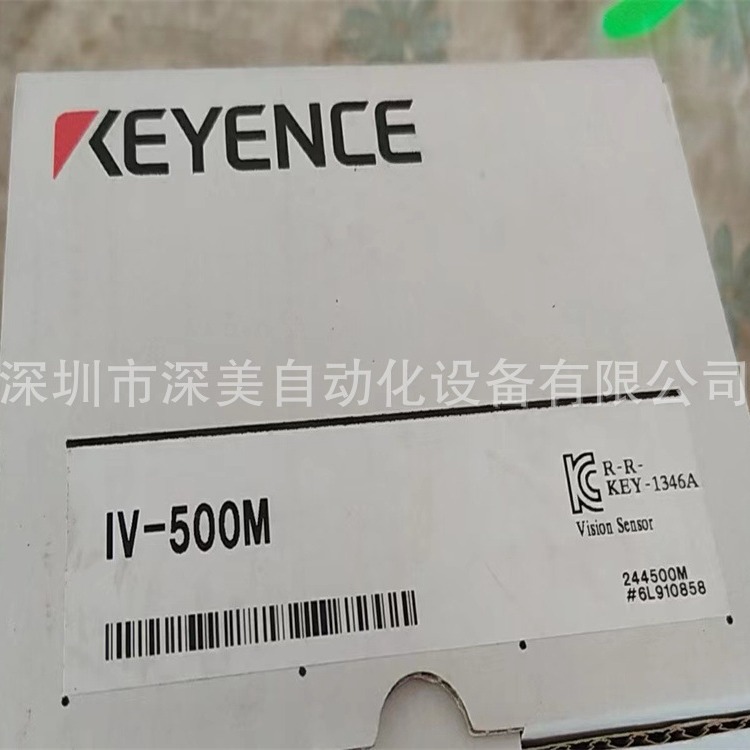 KEYENCE
深圳市深美自动化设备有限公司
IV-500M
R-R-
KEY-1346A
Vision Sensor
244500M
#6L910858